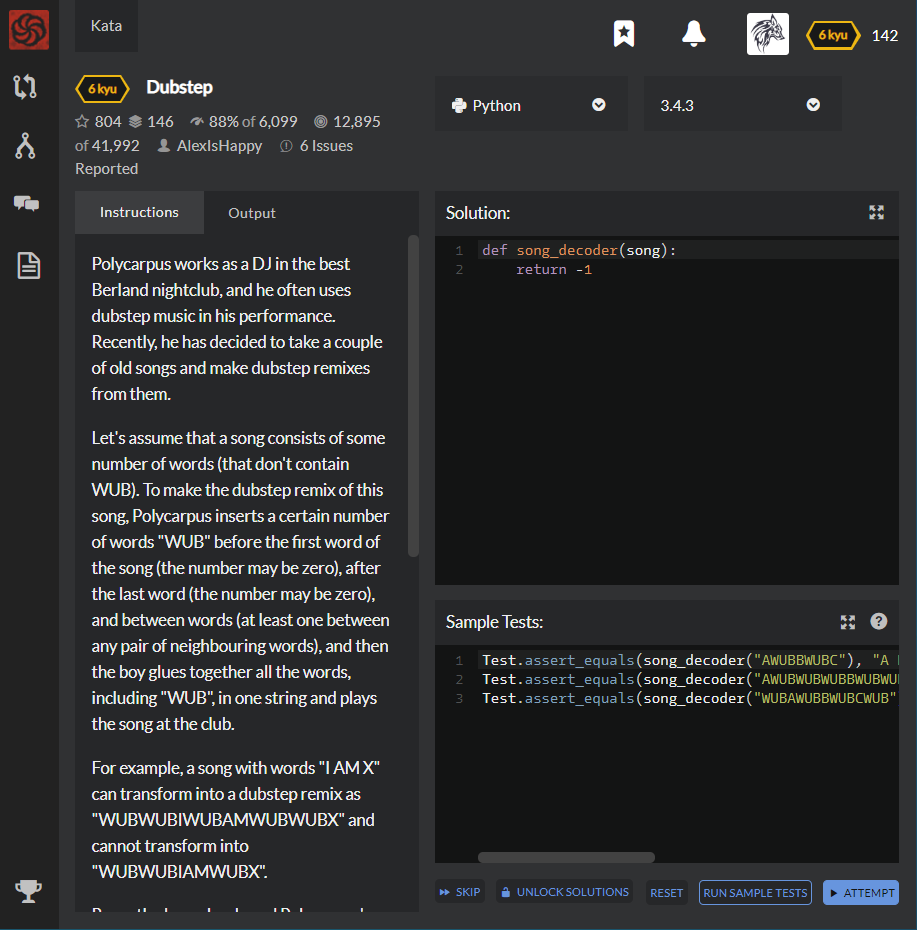 Kata
6 kyu
142
6 kyu Dubstep
804 146 88% of 6,099 12,895
of 41,992 AlexIsHappy 6 Issues
Reported
Python
3.4.3
Instructions Output
Polycarpus works as a DJ in the best
Berland nightclub, and he often uses
dubstep music in his performance.
Recently, he has decided to take a couple
of old songs and make dubstep remixes
from them.
Let's assume that a song consists of some
number of words (that don't contain
WUB). To make the dubstep remix of this
song, Polycarpus inserts a certain number
of words "WUB" before the first word of
the song (the number may be zero), after
the last word (the number may be zero),
and between words (at least one between
any pair of neighbouring words), and then
the boy glues together all the words,
including "WUB", in one string and plays
the song at the club.
For example, a song with words "I AM X"
can transform into a dubstep remix as
"WUBWUBIWUBAMWUBWUBX" and
cannot transform into
"WUBWUBIAMWUBX".
Solution:
1 def song_decoder(song):
2 return -1
Sample Tests:
1 Test.assert_equals(song_decoder("AWUBBWUBC"), "A
2 Test.assert_equals(song_decoder("AWUBWUBWUBBWUBWU
3 Test.assert_equals(song_decoder("WUBAWUBBWUBCWUB"
SKIP
UNLOCK SOLUTIONS
RESET
RUN SAMPLE TESTS
ATTEMPT